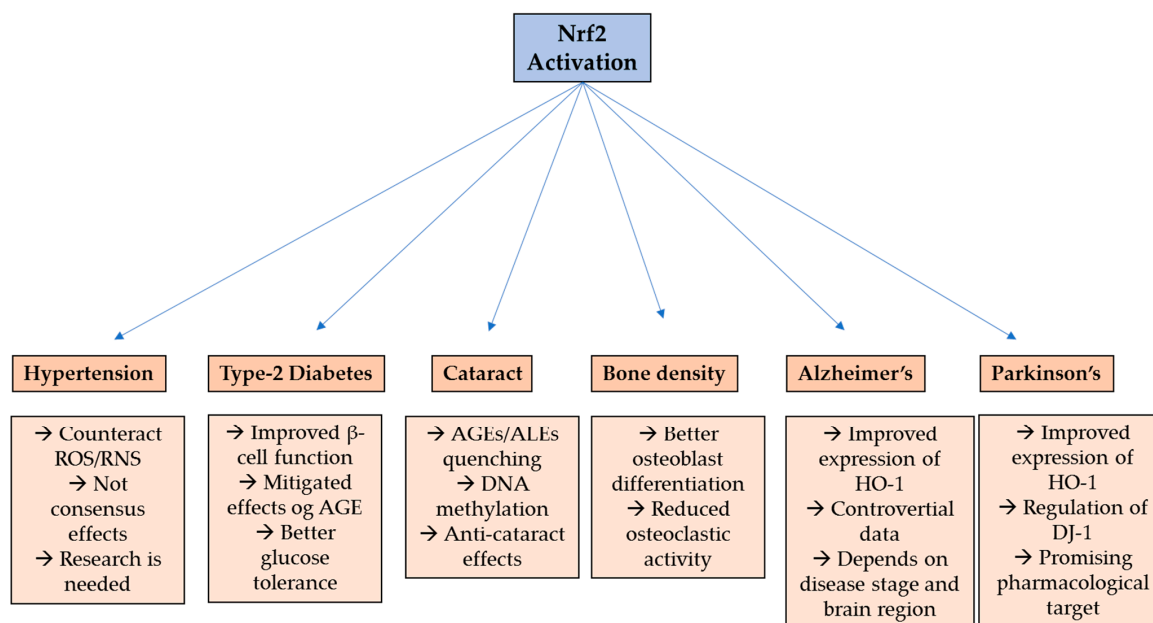 Nrf2
Activation
Hypertension
Type-2 Diabetes
Cataract
Bone density
Alzheimer's
Parkinson's
→ Counteract
ROS/RNS
→ Not
consensus
effects
→ Research is
needed
→ Improved β-
cell function
→ Mitigated
effects og AGE
→ Better
glucose
tolerance
→ AGEs/ALEs
quenching
→ DNA
methylation
→ Anti-cataract
effects
→ Better
osteoblast
differentiation
→ Reduced
osteoclastic
activity
→ Improved
expression of
HO-1
→ Controvertial
data
→ Depends on
disease stage and
brain region
→ Improved
expression of
HO-1
→ Regulation of
DJ-1
→ Promising
pharmacological
target